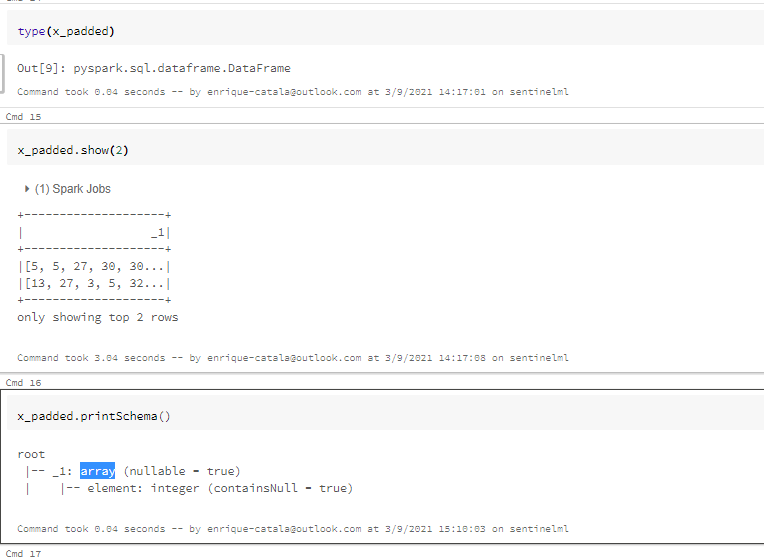 type(x_padded)
Out[9]: pyspark.sql.dataframe.DataFrame
Command took 0.04 seconds -- by enrique-catala@outlook.com at 3/9/2021 14:17:01 on sentinelml
Cmd 15
x_padded.show(2)
(1) Spark Jobs
+--------------------+
|                  _1|
+--------------------+
|[5, 5, 27, 30, 30...|
|[13, 27, 3, 5, 32...|
+--------------------+
only showing top 2 rows
Command took 3.04 seconds -- by enrique-catala@outlook.com at 3/9/2021 14:17:08 on sentinelml
Cmd 16
x_padded.printSchema()
root
 |-- _1: array (nullable = true)
 |    |-- element: integer (containsNull = true)
Command took 0.04 seconds -- by enrique-catala@outlook.com at 3/9/2021 15:10:03 on sentinelml
Cmd 17